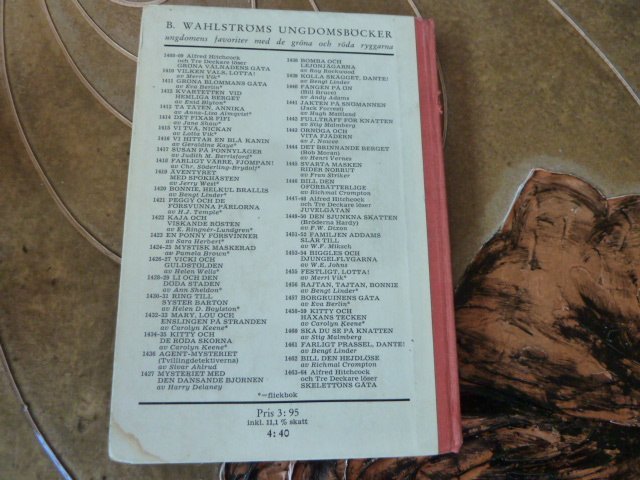 B. WAHLSTRÖMS UNGDOMSBÖCKER
ungdomens favoriter med de gröna och röda ryggarna
1408-09 Alfred Hitchcock
och Tre Deckare löser
GRÖNA VÅLNADENS GÅTA
1410 VILKEN VALS, LOTTA!
av Merri Vik*
1411 GRÖNA BLOMMANS GÅTA
av Eva Berlin*
1412 KVARTETTEN VID
HEMLIGA BERGET
av Enid Blyton*
1413 TA TÅTEN, ANNIKA
av Anna-Lisa Almqvist*
1414 DET FIXAR FIFI
av Jane Shaw*
1415 VI TVÅ, NICKAN
av Lotta Vik*
1416 VI HITTAR EN BLÅ KANIN
av Geraldine Kaye*
1417 SUSAN PÅ PONNYLÄGER
av Judith M. Berrisford*
1418 FARLIGT VÄRRE, FJOMPAN!
av Chr. Söderling-Brydolf*
1419 ÄVENTYRET
MED SPÖKHÄSTEN
av Jerry West*
1420 BONNIE, HELKUL BRALLIS
av Bengt Linder*
1421 PEGGY OCH DE
FÖRSVUNNA PÄRLORNA
av H.J. Temple*
1422 KAJA OCH
VISKANDE RÖSTEN
av E. Ringnér-Lundgren*
1423 EN PONNY FÖRSVINNER
av Sara Herbert*
1424-25 MYSTISK MASKERAD
av Pamela Brown*
1426-27 VICKI OCH
GULDSTOLDEN
av Helen Wells*
1428-29 LI OCH DEN
DÖDA STADEN
av Ann Sheldon*
1430-31 RING TILL
SYSTER BARTON
av Helen D. Boylston*
1432-33 MARY, LOU OCH
ENSLINGEN PÅ STRANDEN
av Carolyn Keene*
1434-35 KITTY OCH
DE RÖDA SKORNA
av Carolyn Keene*
1436 AGENT-MYSTERIET
(Tvillingdetektiverna)
av Sivar Ahlrud
1437 MYSTERIET MED
DEN DANSANDE BJÖRNEN
av Harry Delaney
1438 BOMBA OCH
LEJONJÄGARNA
av Roy Rockwood
1439 KOLLA SKÄGGET, DANTE!
av Bengt Linder
1440 FÅNGEN PÅ ÖN
(Bill Bruce)
av Andy Adams
1441 JAKTEN PÅ SNÖMANNEN
(Jack Forrest)
av Hugh Maitland
1442 FULLTRÄFF FÖR KNATTEN
av Stig Malmberg
1443 ÖRNÖGA OCH
VITA FJÄDERN
av J. Nascee
1444 DET BRINNANDE BERGET
(Bob Moran)
av Henri Vernes
1445 SVARTA MASKEN
RIDER NORRUT
av Fran Striker
1446 BILL DEN
OFÖRBÄTTERLIGE
av Richmal Crompton
1447-48 Alfred Hitchcock
och Tre Deckare löser
JUVELGÅTAN
1449-50 DEN SJUNKNA SKATTEN
(Bröderna Hardy)
av F.W. Dixon
1451-52 FAMILJEN ADDAMS
SLÅR TILL
av W.F. Miksch
1453-54 BIGGLES OCH
DJUNGELFLYGARNA
av W.E. Johns
1455 FESTLIGT, LOTTA!
av Merri Vik*
1456 RAJTAN, TAJTAN, BONNIE
av Bengt Linder*
1457 BORGRUINENS GÅTA
av Eva Berlin*
1458-59 KITTY OCH
HÄXANS TECKEN
av Carolyn Keene*
1460 SKA DU SE PÅ KNATTEN
av Stig Malmberg
1461 FARLIGT PRASSEL, DANTE!
av Bengt Linder
1462 BILL DEN HEJDLÖSE
av Richmal Crompton
1463-64 Alfred Hitchcock
och Tre Deckare löser
SKELETTÖNS GÅTA
*=flickbok
Pris 3: 95
inkl. 11,1 % skatt
4: 40